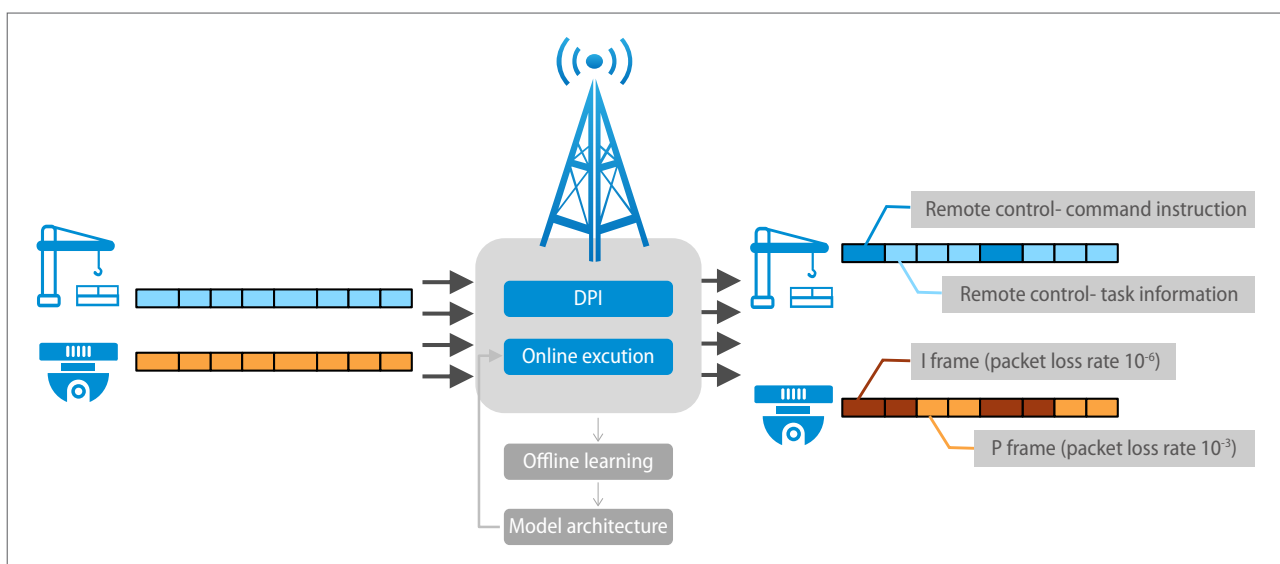 Remote control- command instruction
DPI
Remote control- task information
Online excution
I frame (packet loss rate 10⁻⁶)
P frame (packet loss rate 10⁻³)
Offline learning
Model architecture